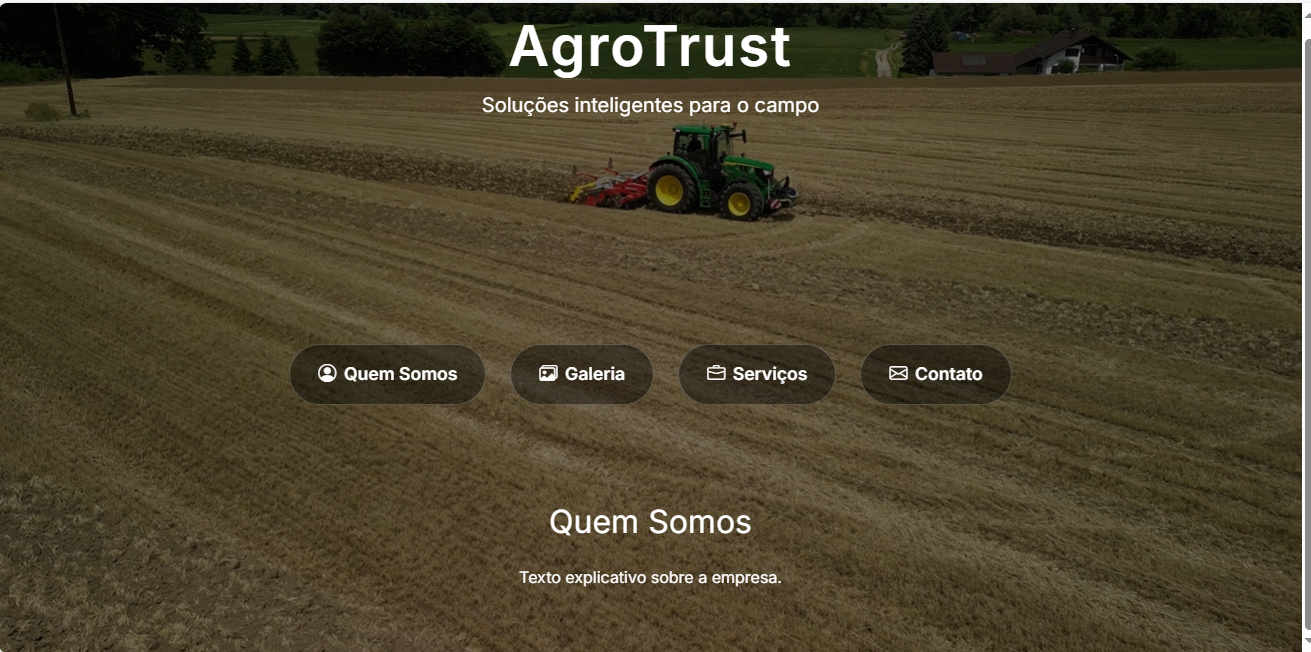 AgroTrust
Soluções inteligentes para o campo
Quem Somos
Galeria
Serviços
Contato
Quem Somos
Texto explicativo sobre a empresa.